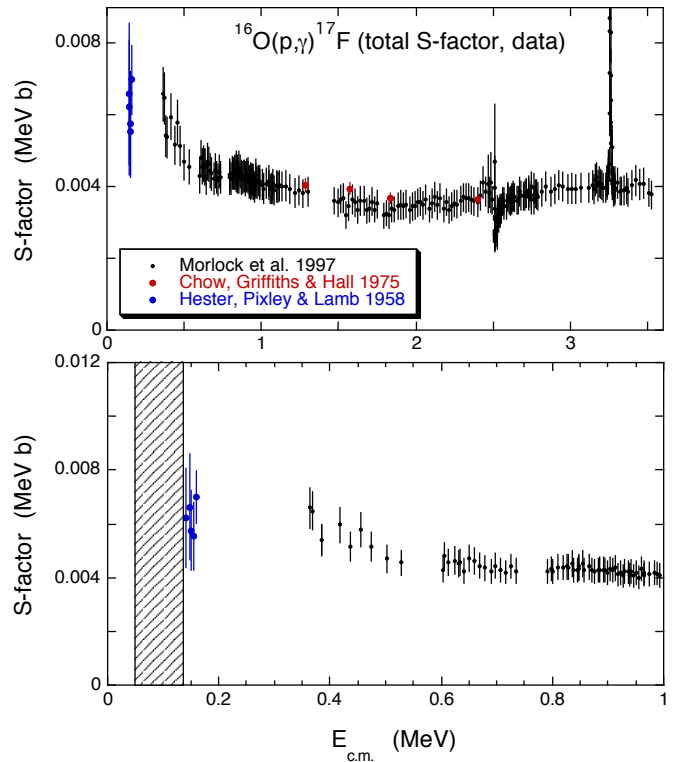 ¹⁶O(p,γ)¹⁷F (total S-factor, data)
0.008
0.004
0
S-factor (MeV b)
Morlock et al. 1997
Chow, Griffiths & Hall 1975
Hester, Pixley & Lamb 1958
0 1 2 3
0.012
0.008
0.004
0
S-factor (MeV b)
0 0.2 0.4 0.6 0.8 1
E_c.m. (MeV)